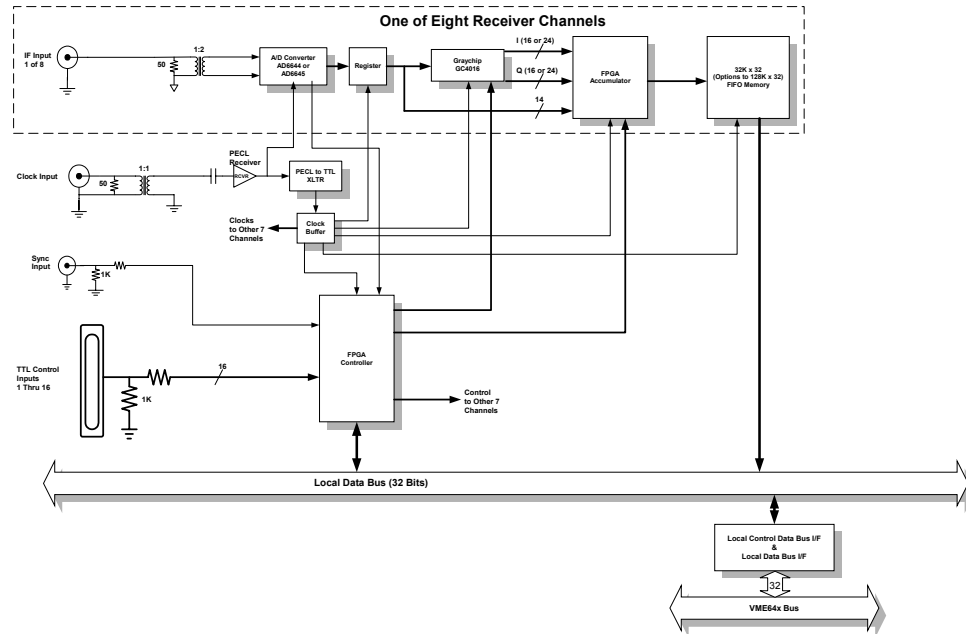 One of Eight Receiver Channels
IF Input
1 of 8
50
1:2
A/D Converter
AD6644 or
AD6645
Register
Graychip
GC4016
I (16 or 24)
Q (16 or 24)
14
FPGA
Accumulator
32K x 32
(Options to 128K x 32)
FIFO Memory
Clock Input
50
1:1
PECL
Receiver
RCVR
PECL to TTL
XLTR
Clocks
to Other 7
Channels
Clock
Buffer
Sync
Input
1K
TTL Control
Inputs
1 Thru 16
1K
16
FPGA
Controller
Control
to Other 7
Channels
Local Data Bus (32 Bits)
Local Control Data Bus I/F
&
Local Data Bus I/F
32
VME64x Bus